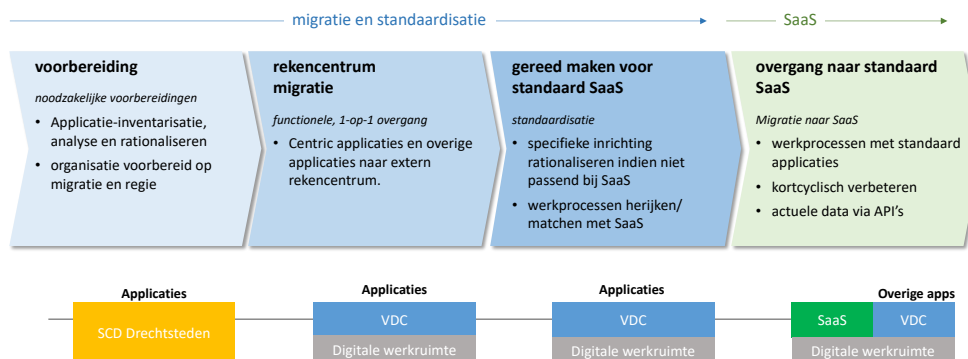 migratie en standaardisatie
SaaS
voorbereiding
noodzakelijke voorbereidingen
• Applicatie-inventarisatie,
analyse en rationaliseren
• organisatie voorbereid op
migratie en regie
rekencentrum
migratie
functionele, 1-op-1 overgang
• Centric applicaties en overige
applicaties naar extern
rekencentrum.
gereed maken voor
standaard SaaS
standaardisatie
• specifieke inrichting
rationaliseren indien niet
passend bij SaaS
• werkprocessen herijken/
matchen met SaaS
overgang naar standaard
SaaS
Migratie naar SaaS
• werkprocessen met standaard
applicaties
• kortcyclisch verbeteren
• actuele data via API's
Applicaties
SCD Drechtsteden
Applicaties
VDC
Digitale werkruimte
Applicaties
VDC
Digitale werkruimte
Overige apps
SaaS
VDC
Digitale werkruimte